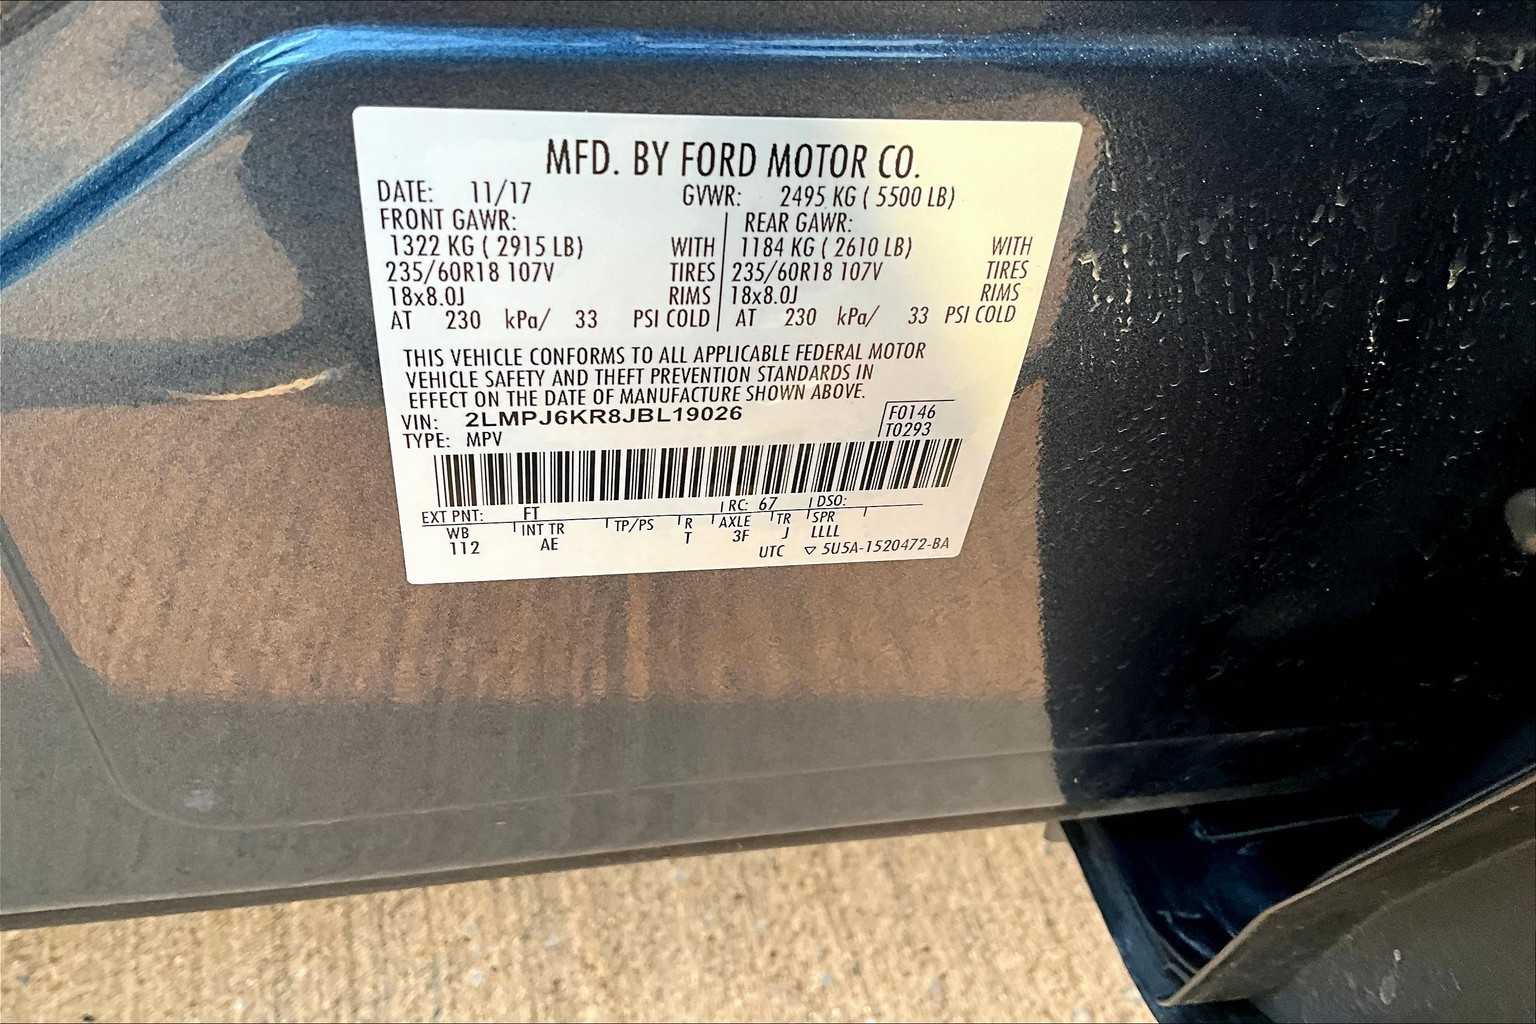 MFD. BY FORD MOTOR CO.
DATE: 11/17 GVWR: 2495 KG ( 5500 LB)
FRONT GAWR: REAR GAWR:
1322 KG ( 2915 LB) WITH 1184 KG ( 2610 LB) WITH
235/60R18 107V TIRES 235/60R18 107V TIRES
18x8.0J RIMS 18x8.0J RIMS
AT 230 kPa/ 33 PSI COLD AT 230 kPa/ 33 PSI COLD
THIS VEHICLE CONFORMS TO ALL APPLICABLE FEDERAL MOTOR
VEHICLE SAFETY AND THEFT PREVENTION STANDARDS IN
EFFECT ON THE DATE OF MANUFACTURE SHOWN ABOVE.
VIN: 2LMPJ6KR8JBL19026 F0146
TYPE: MPV T0293
EXT PNT: FT RC: 67 DSO:
WB INT TR TP/PS R AXLE TR SPR
112 AE T 3F J LLLL
UTC ▽ 5U5A-1520472-BA